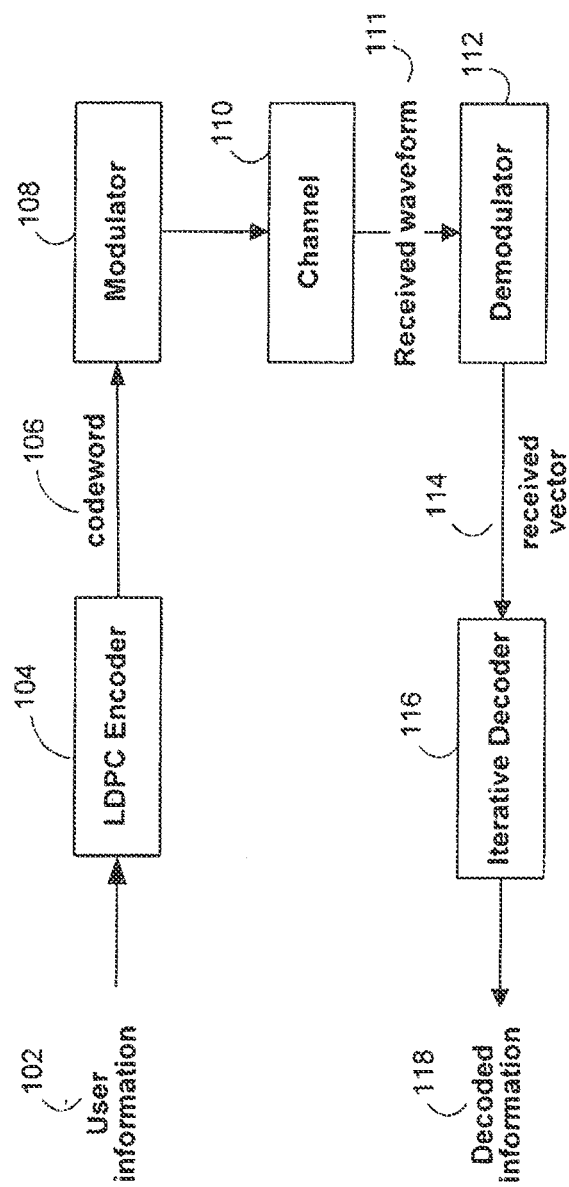 102
User
information
104
LDPC Encoder
106
codeword
108
Modulator
110
Channel
Received waveform
111
112
Demodulator
114
received
vector
116
Iterative Decoder
118
Decoded
information